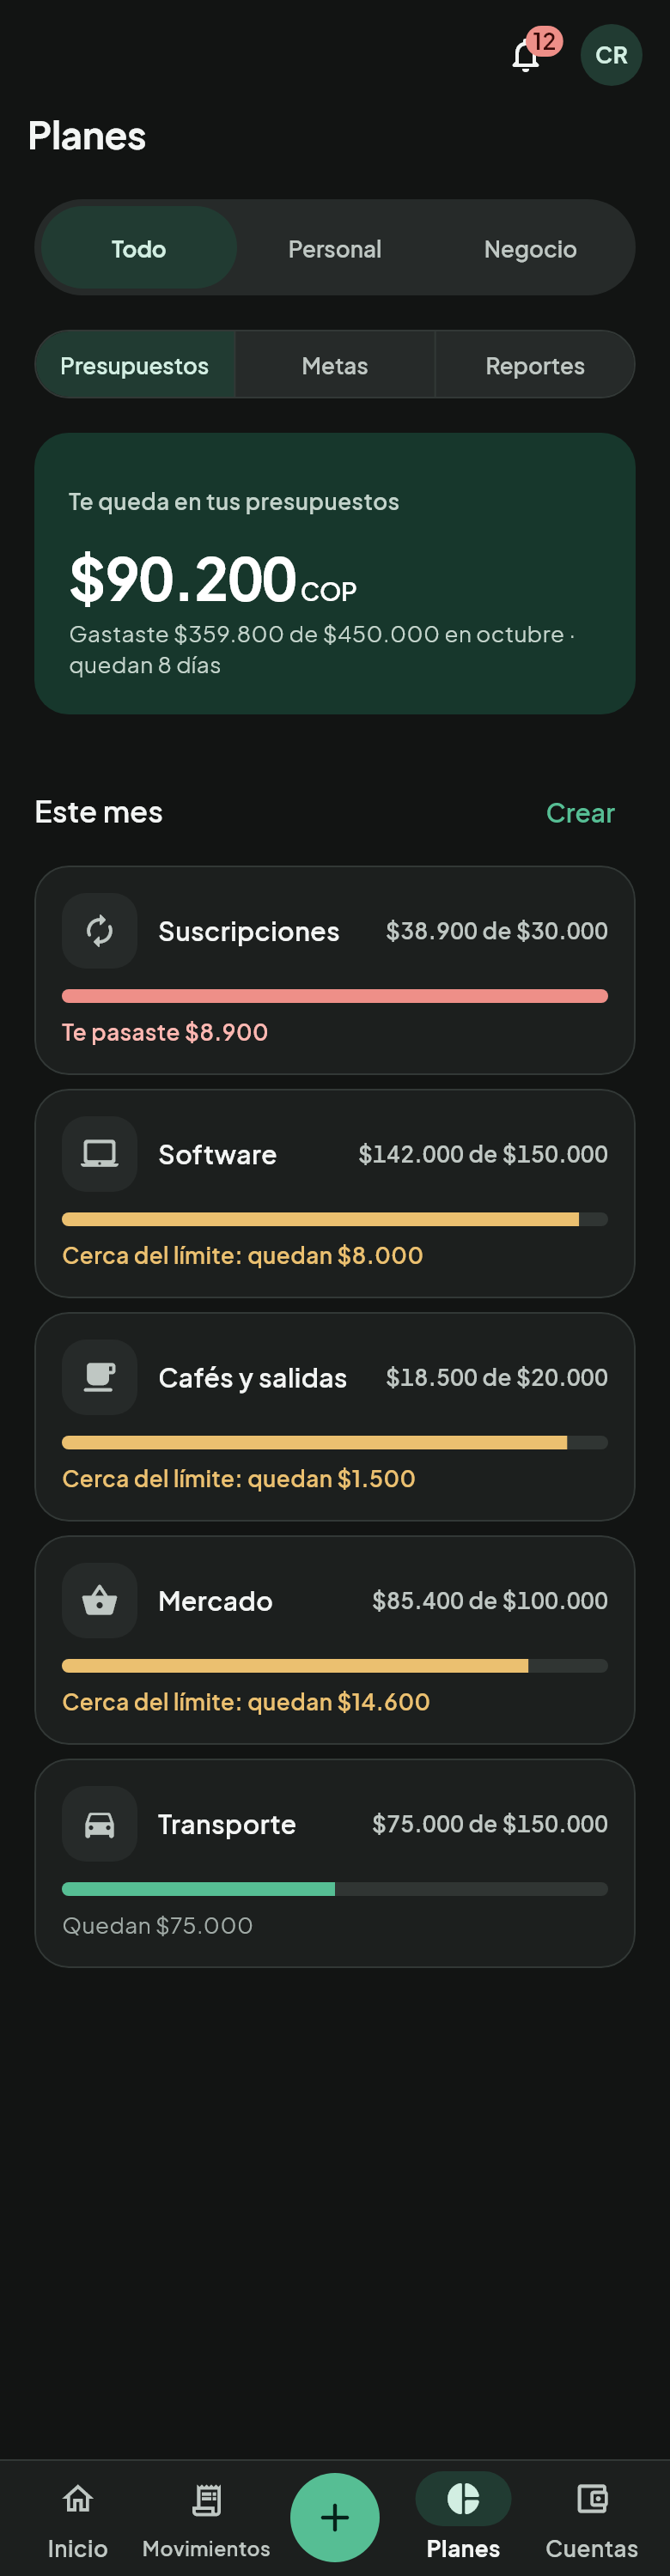 12
CR
Planes
Todo Personal Negocio
Presupuestos Metas Reportes
Te queda en tus presupuestos
$90.200 COP
Gastaste $359.800 de $450.000 en octubre ·
quedan 8 días
Este mes Crear
Suscripciones $38.900 de $30.000
Te pasaste $8.900
Software $142.000 de $150.000
Cerca del límite: quedan $8.000
Cafés y salidas $18.500 de $20.000
Cerca del límite: quedan $1.500
Mercado $85.400 de $100.000
Cerca del límite: quedan $14.600
Transporte $75.000 de $150.000
Quedan $75.000
Inicio Movimientos Planes Cuentas